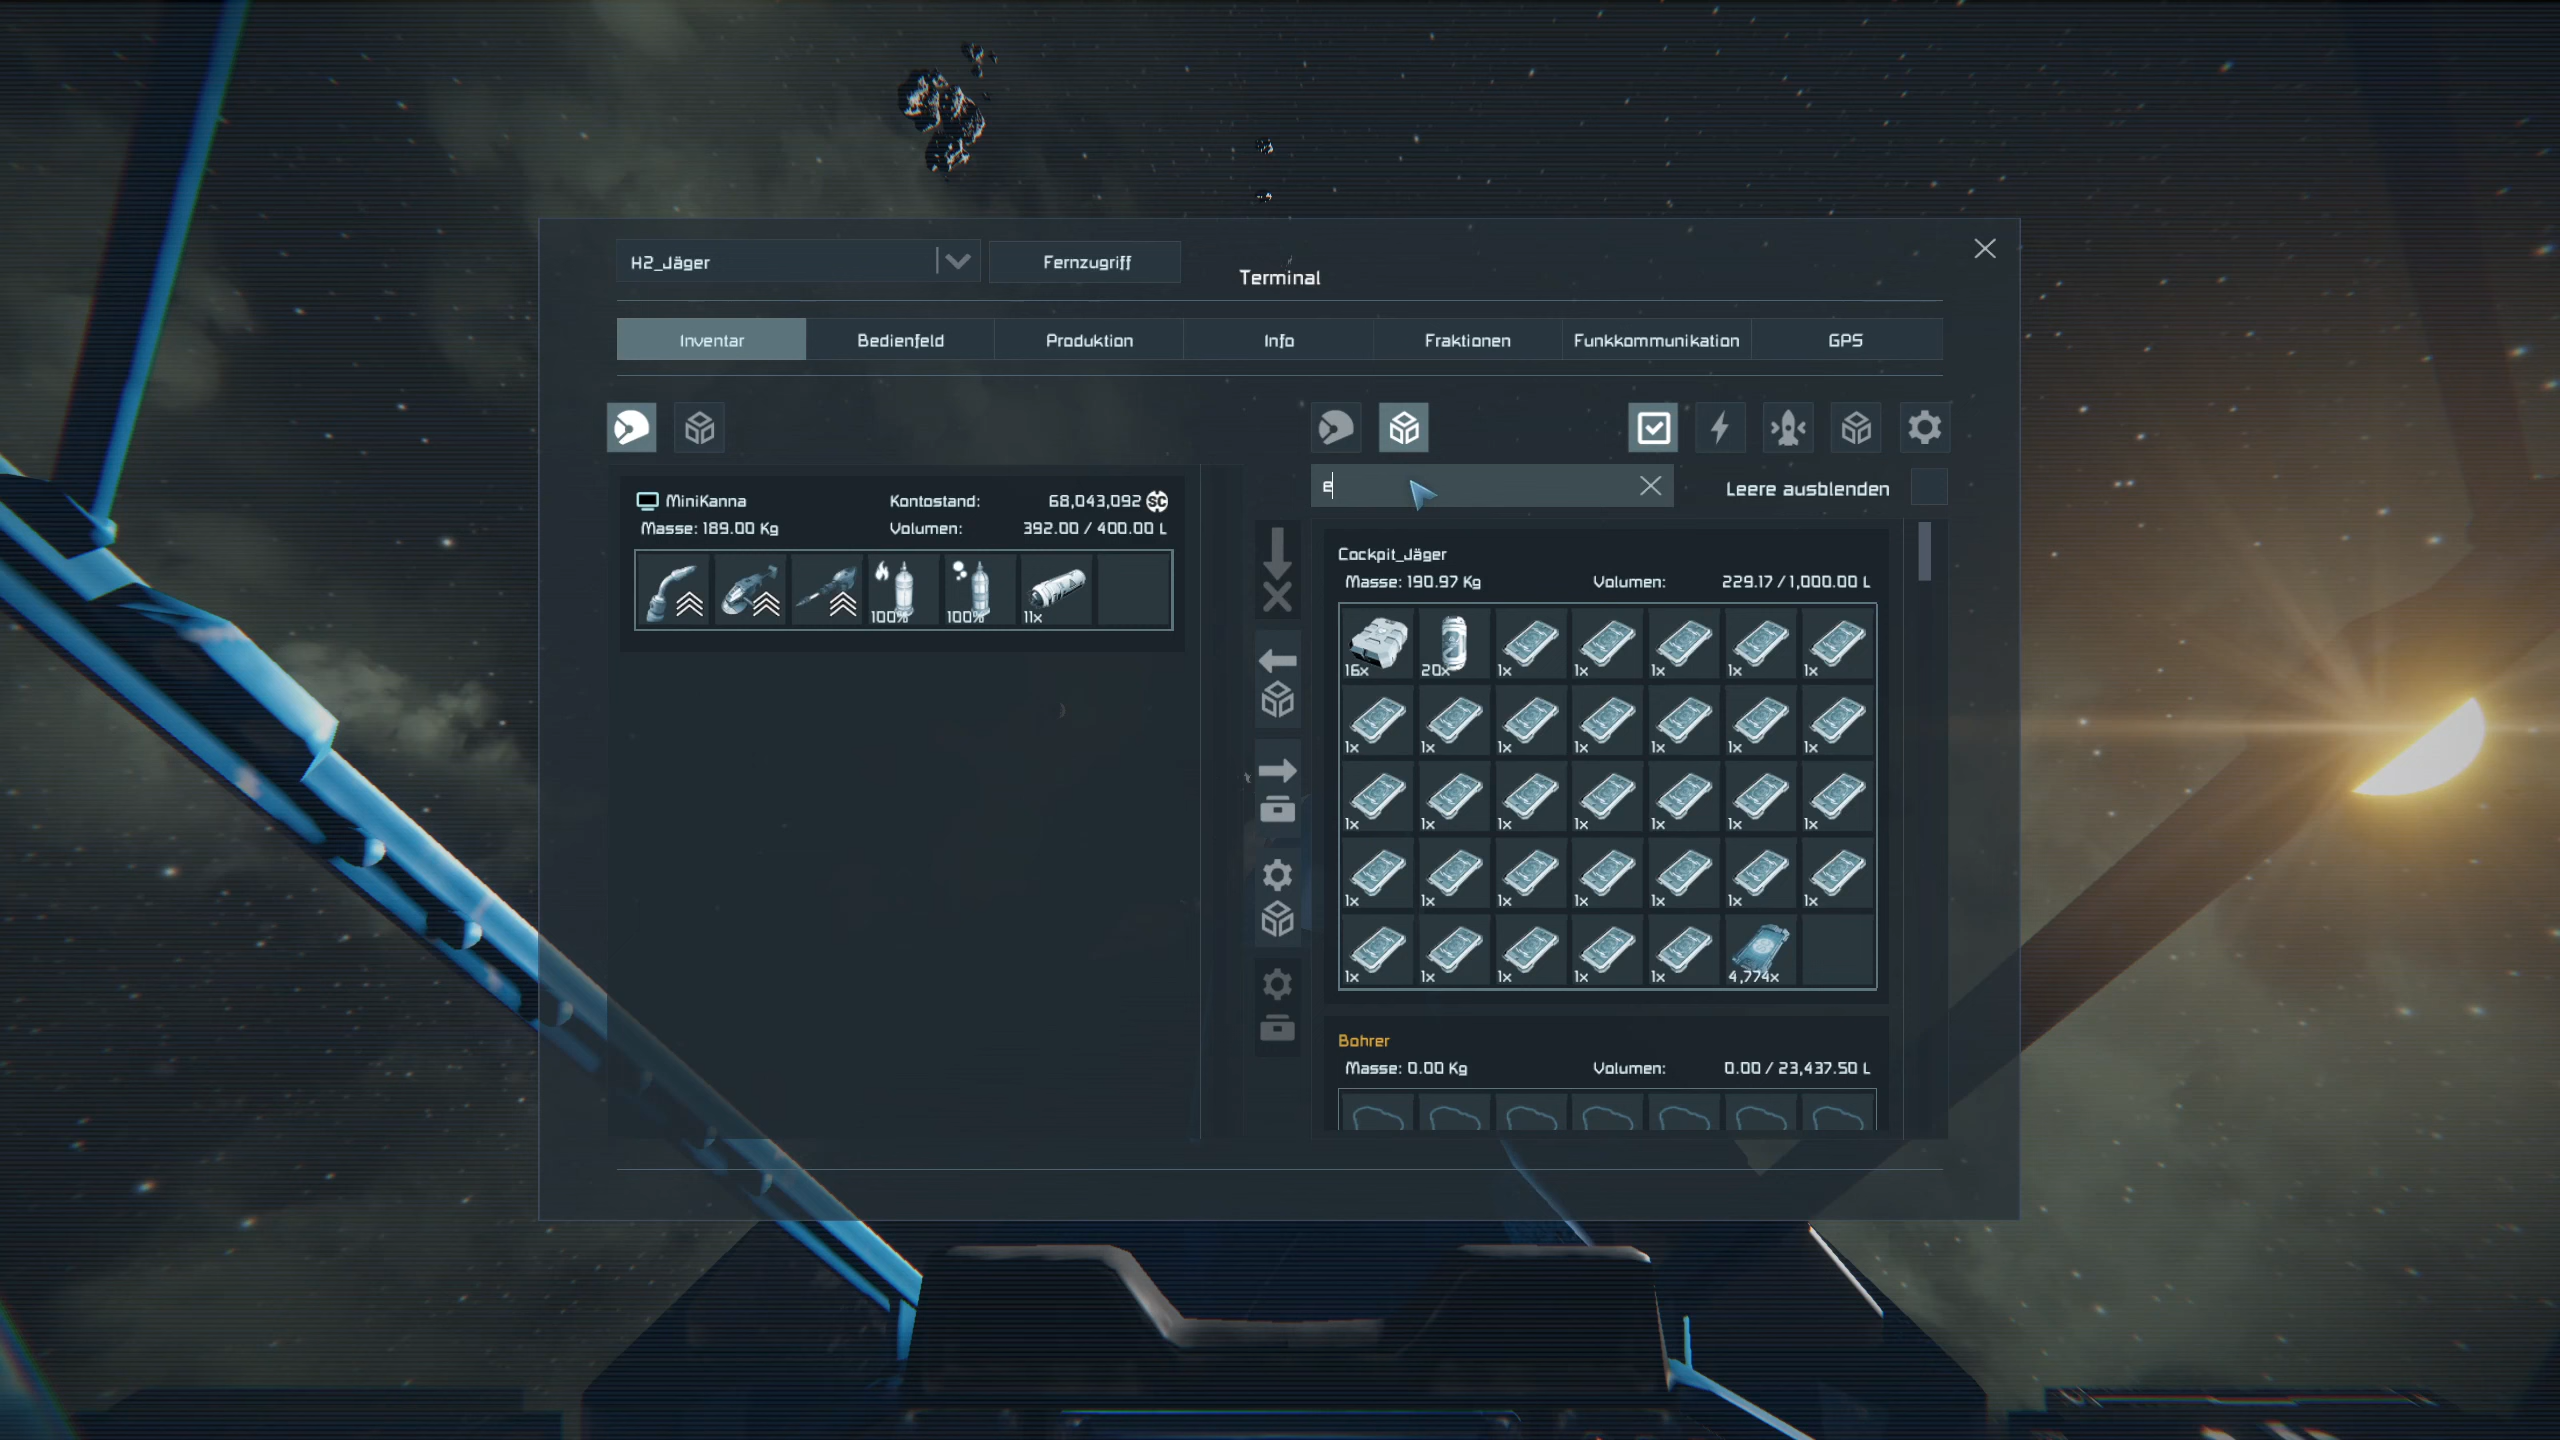 H2_Jäger
Fernzugriff
Terminal
Inventar
Bedienfeld
Produktion
Info
Fraktionen
Funkkommunikation
GPS
e
Leere ausblenden
MiniKanna
Kontostand: 68,043,092 SC
Masse: 189.00 Kg
Volumen: 392.00 / 400.00 L
100% 100% 11x
Cockpit_Jäger
Masse: 190.97 Kg
Volumen: 229.17 / 1,000.00 L
16x 20x 1x 1x 1x 1x 1x
1x 1x 1x 1x 1x 1x 1x
1x 1x 1x 1x 1x 1x 1x
1x 1x 1x 1x 1x 1x 1x
1x 1x 1x 1x 1x 4,774x
Bohrer
Masse: 0.00 Kg
Volumen: 0.00 / 23,437.50 L